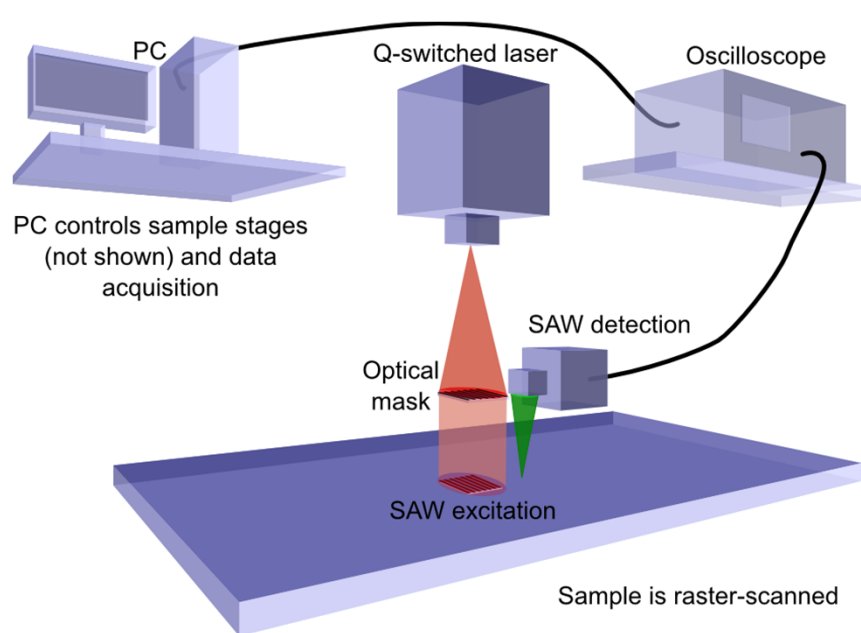 PC
Q-switched laser
Oscilloscope
PC controls sample stages
(not shown) and data
acquisition
SAW detection
Optical
mask
SAW excitation
Sample is raster-scanned